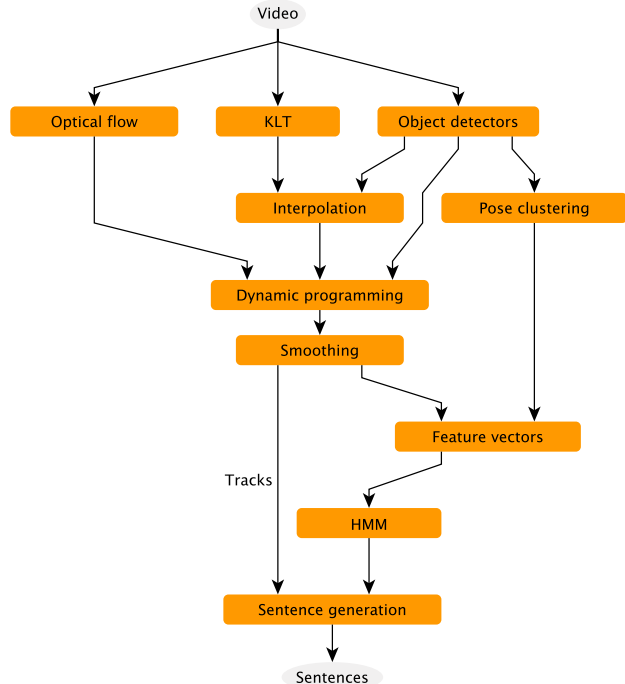 Video
Optical flow
KLT
Object detectors
Interpolation
Pose clustering
Dynamic programming
Smoothing
Feature vectors
Tracks
HMM
Sentence generation
Sentences